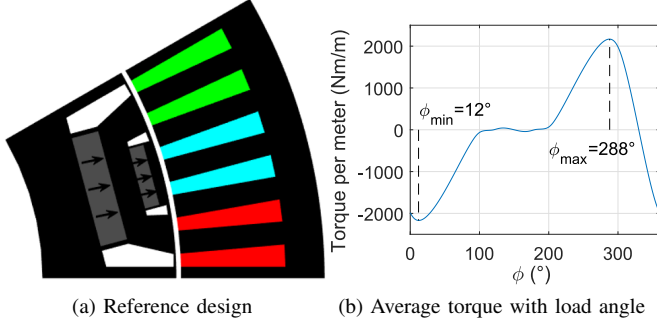 2000
1000
0
-1000
-2000
Torque per meter (Nm/m)
ϕmin=12°
ϕmax=288°
0 100 200 300
ϕ (°)
(a) Reference design
(b) Average torque with load angle